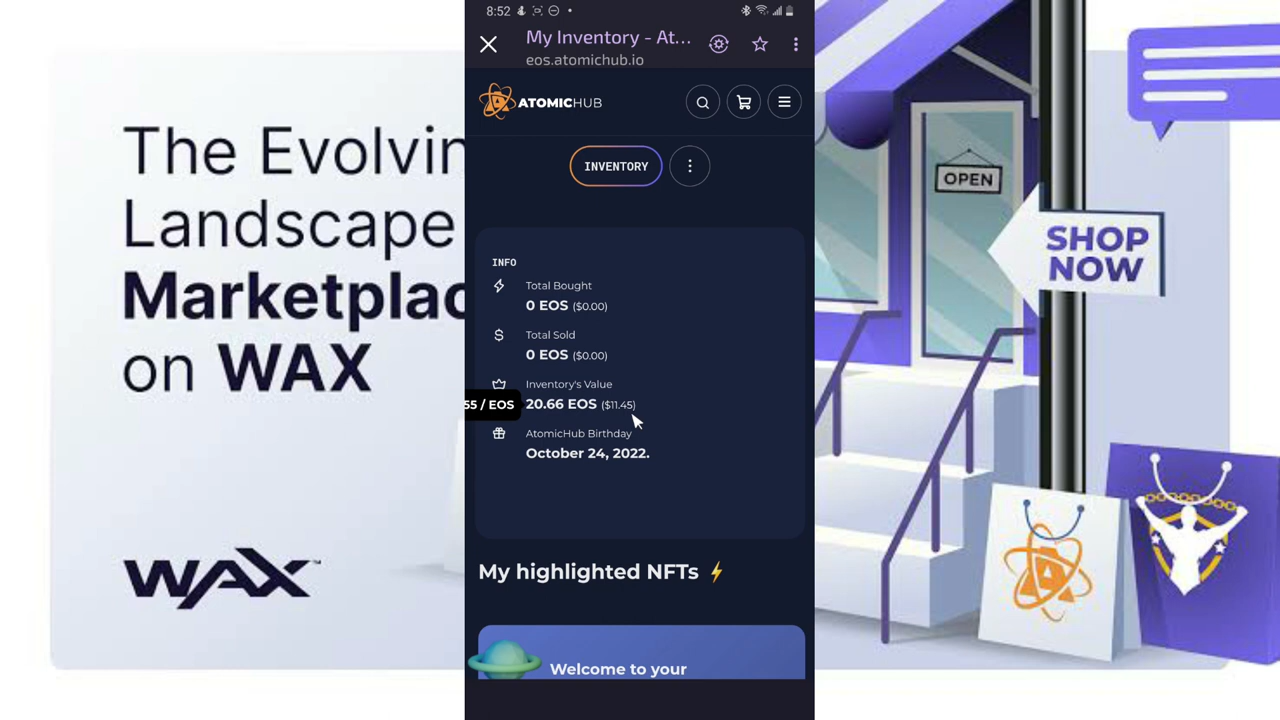 The Evolvin
Landscape
Marketplac
on WAX
WAX
8:52
My Inventory - At...
eos.atomichub.io
ATOMICHUB
INVENTORY
INFO
Total Bought
0 EOS ($0.00)
Total Sold
0 EOS ($0.00)
Inventory's Value
55 / EOS
20.66 EOS ($11.45)
AtomicHub Birthday
October 24, 2022.
My highlighted NFTs
Welcome to your
OPEN
SHOP
NOW